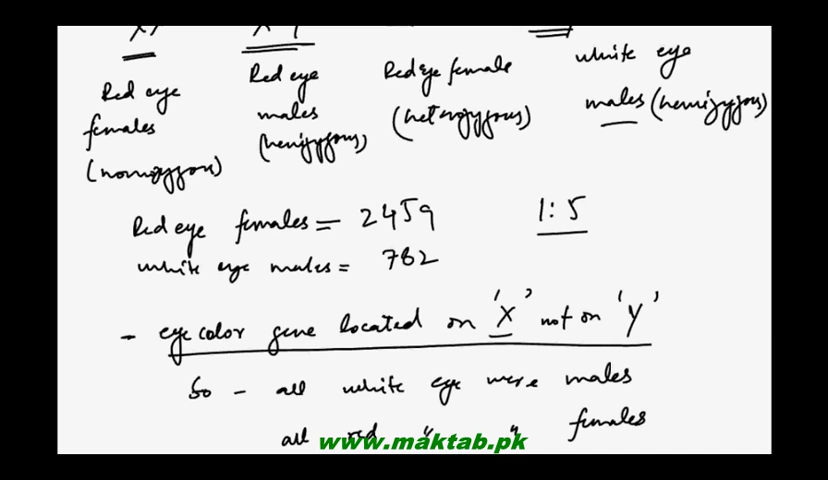 Red eye females (homozygous)
Red eye males (hemizygous)
Red eye female (heterozygous)
white eye males (hemizygous)
Red eye females = 2459 1:5
white eye males = 782
- eye color gene located on 'X' not on 'Y'
So - all white eye were males
all red " " females
www.maktab.pk